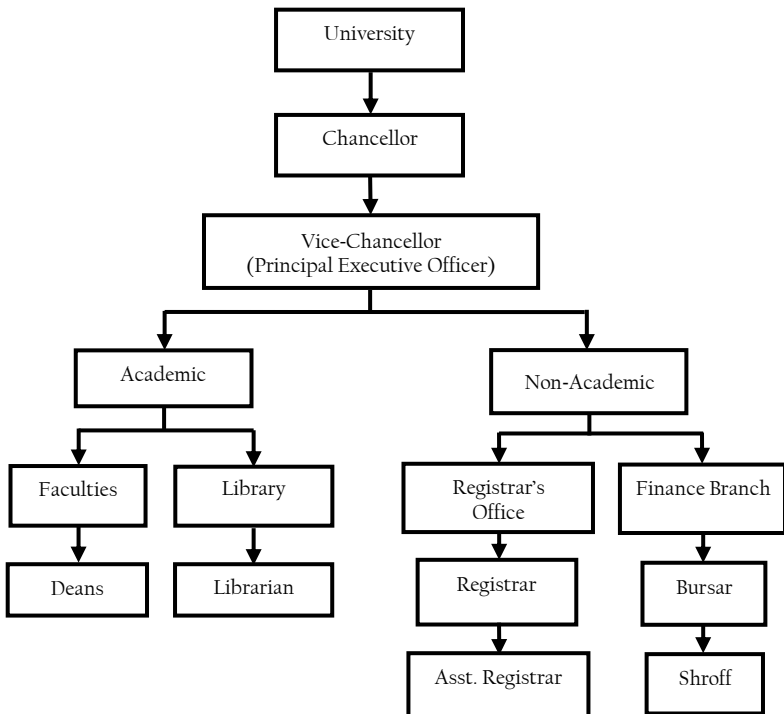 University
Chancellor
Vice-Chancellor
(Principal Executive Officer)
Academic
Non-Academic
Faculties
Library
Registrar's
Office
Finance Branch
Deans
Librarian
Registrar
Bursar
Asst. Registrar
Shroff